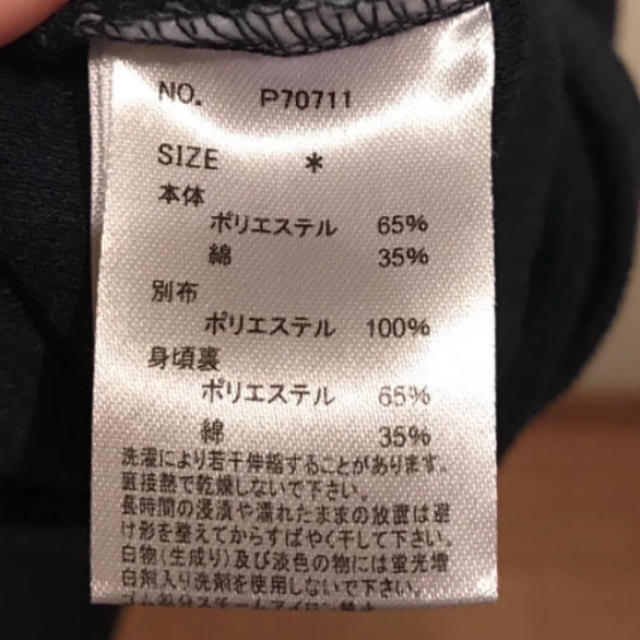 NO. P70711
SIZE *
本体
ポリエステル 65%
綿 35%
別布
ポリエステル 100%
身頃裏
ポリエステル 65%
綿 35%
洗濯により若干伸縮することがあります。
直接熱で乾燥しないで下さい。
長時間の浸漬や濡れたままの放置は避
け形を整えてからすばやく干して下さい。
白物(生成り)及び淡色の物には蛍光増
白剤入り洗剤を使用しないで下さい。